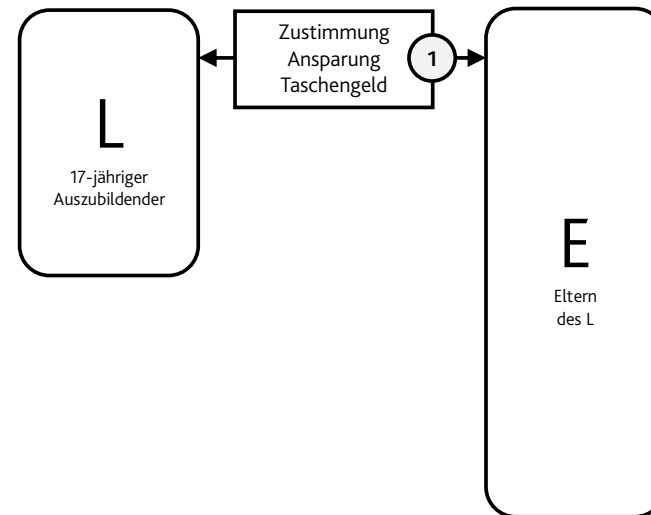 Zustimmung
Ansparung
Taschengeld
1
L
17-jähriger
Auszubildender
E
Eltern
des L